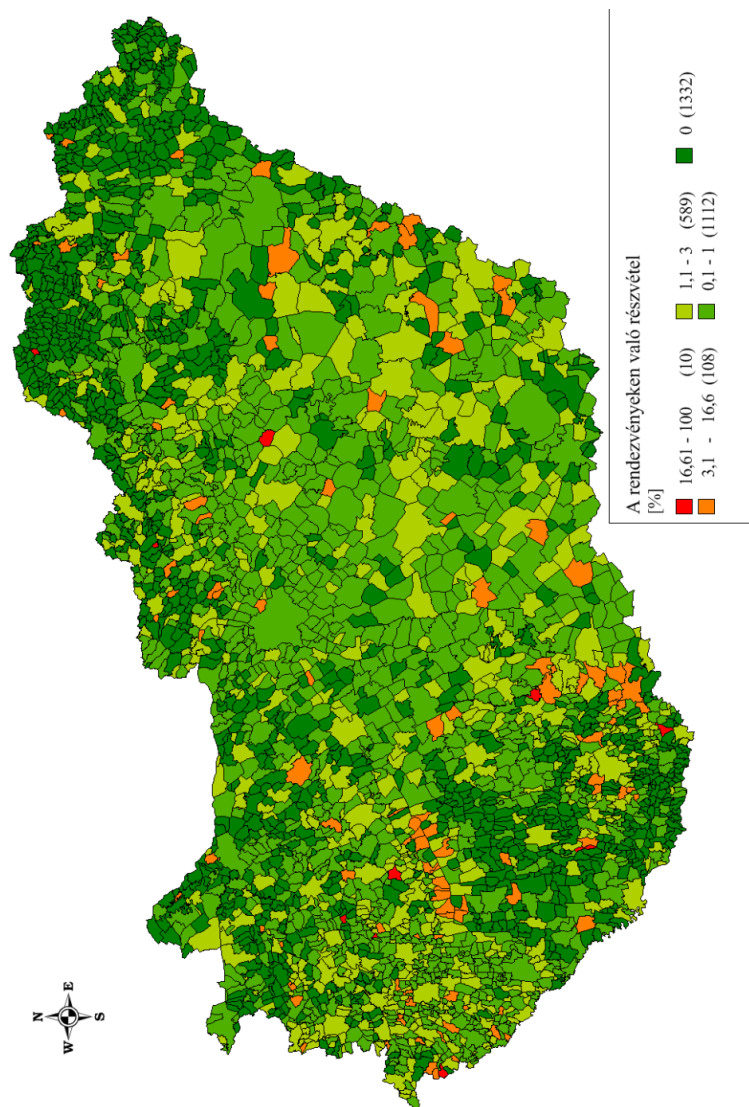 N
W E
S
A rendezvényeken való részvétel
[%]
16,61 - 100 (10) 1,1 - 3 (589) 0 (1332)
3,1 - 16,6 (108) 0,1 - 1 (1112)